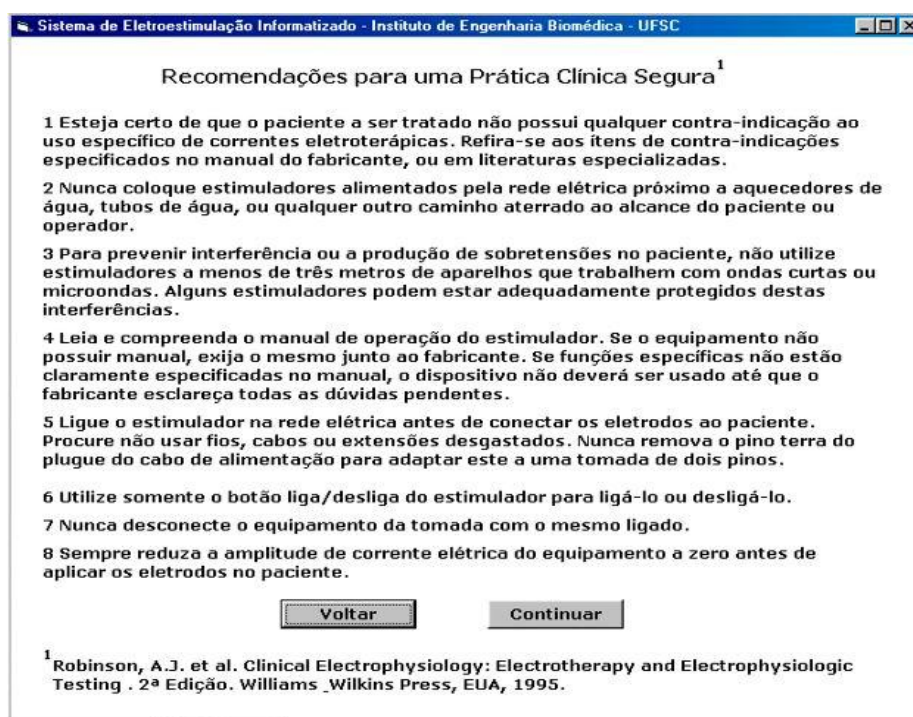 Sistema de Eletroestimulação Informatizado - Instituto de Engenharia Biomédica - UFSC
Recomendações para uma Prática Clínica Segura1
1 Esteja certo de que o paciente a ser tratado não possui qualquer contra-indicação ao
uso específico de correntes eletroterápicas. Refira-se aos ítens de contra-indicações
especificados no manual do fabricante, ou em literaturas especializadas.
2 Nunca coloque estimuladores alimentados pela rede elétrica próximo a aquecedores de
água, tubos de água, ou qualquer outro caminho aterrado ao alcance do paciente ou
operador.
3 Para prevenir interferência ou a produção de sobretensões no paciente, não utilize
estimuladores a menos de três metros de aparelhos que trabalhem com ondas curtas ou
microondas. Alguns estimuladores podem estar adequadamente protegidos destas
interferências.
4 Leia e compreenda o manual de operação do estimulador. Se o equipamento não
possuir manual, exija o mesmo junto ao fabricante. Se funções específicas não estão
claramente especificadas no manual, o dispositivo não deverá ser usado até que o
fabricante esclareça todas as dúvidas pendentes.
5 Ligue o estimulador na rede elétrica antes de conectar os eletrodos ao paciente.
Procure não usar fios, cabos ou extensões desgastados. Nunca remova o pino terra do
plugue do cabo de alimentação para adaptar este a uma tomada de dois pinos.
6 Utilize somente o botão liga/desliga do estimulador para ligá-lo ou desligá-lo.
7 Nunca desconecte o equipamento da tomada com o mesmo ligado.
8 Sempre reduza a amplitude de corrente elétrica do equipamento a zero antes de
aplicar os eletrodos no paciente.
Voltar Continuar
1 Robinson, A.J. et al. Clinical Electrophysiology: Electrotherapy and Electrophysiologic
Testing . 2ª Edição. Williams _Wilkins Press, EUA, 1995.